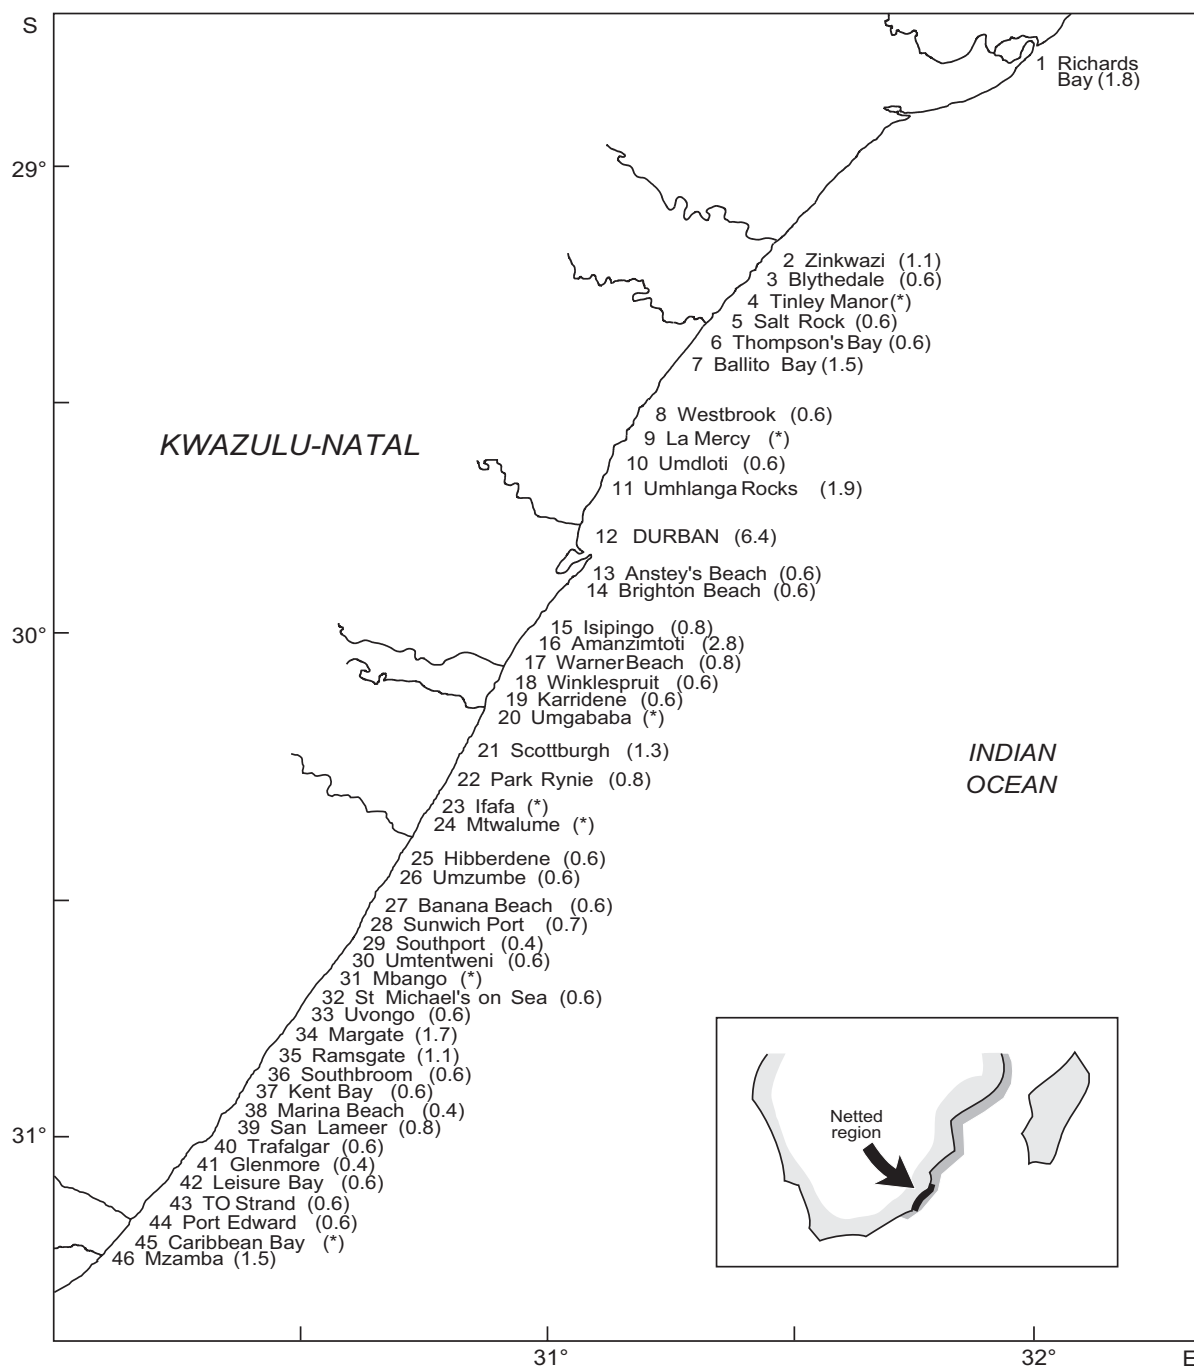 S
1 Richards
Bay (1.8)
29°
2 Zinkwazi (1.1)
3 Blythedale (0.6)
4 Tinley Manor (*)
5 Salt Rock (0.6)
6 Thompson's Bay (0.6)
7 Ballito Bay (1.5)
8 Westbrook (0.6)
KWAZULU-NATAL
9 La Mercy (*)
10 Umdloti (0.6)
11 Umhlanga Rocks (1.9)
12 DURBAN (6.4)
13 Anstey's Beach (0.6)
14 Brighton Beach (0.6)
30°
15 Isipingo (0.8)
16 Amanzimtoti (2.8)
17 Warner Beach (0.8)
18 Winklespruit (0.6)
19 Karridene (0.6)
20 Umgababa (*)
21 Scottburgh (1.3)
INDIAN
OCEAN
22 Park Rynie (0.8)
23 Ifafa (*)
24 Mtwalume (*)
25 Hibberdene (0.6)
26 Umzumbe (0.6)
27 Banana Beach (0.6)
28 Sunwich Port (0.7)
29 Southport (0.4)
30 Umtentweni (0.6)
31 Mbango (*)
32 St Michael's on Sea (0.6)
33 Uvongo (0.6)
34 Margate (1.7)
35 Ramsgate (1.1)
36 Southbroom (0.6)
37 Kent Bay (0.6)
38 Marina Beach (0.4)
39 San Lameer (0.8)
31°
40 Trafalgar (0.6)
41 Glenmore (0.4)
42 Leisure Bay (0.6)
43 TO Strand (0.6)
44 Port Edward (0.6)
45 Caribbean Bay (*)
46 Mzamba (1.5)
Netted
region
31°
32°
E